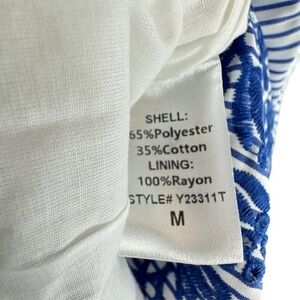 SHELL:
65%Polyester
35%Cotton
LINING:
100%Rayon
STYLE# Y23311T
M